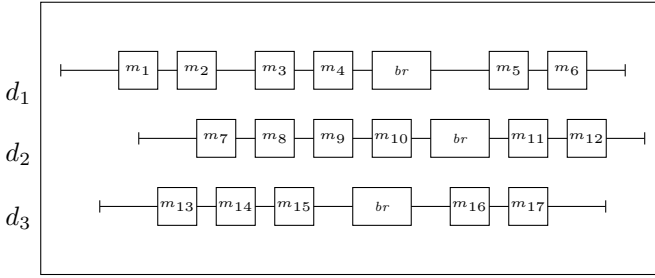 m₁ m₂ m₃ m₄ br m₅ m₆
d₁
m₇ m₈ m₉ m₁₀ br m₁₁ m₁₂
d₂
m₁₃ m₁₄ m₁₅ br m₁₆ m₁₇
d₃